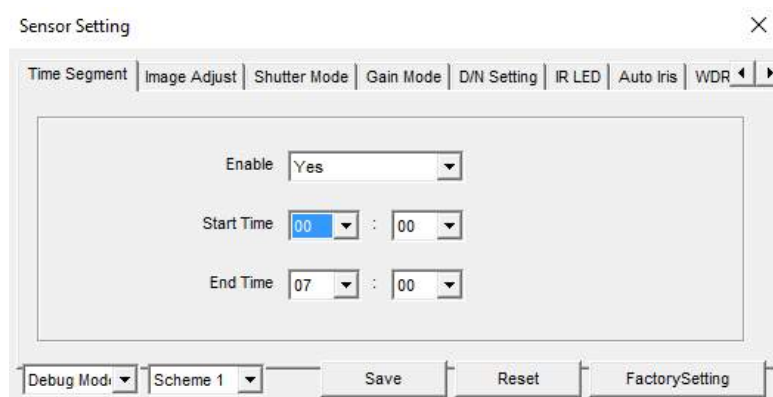 Sensor Setting
Time Segment Image Adjust Shutter Mode Gain Mode D/N Setting IR LED Auto Iris WDR
Enable Yes
Start Time 00 : 00
End Time 07 : 00
Debug Mod Scheme 1 Save Reset FactorySetting